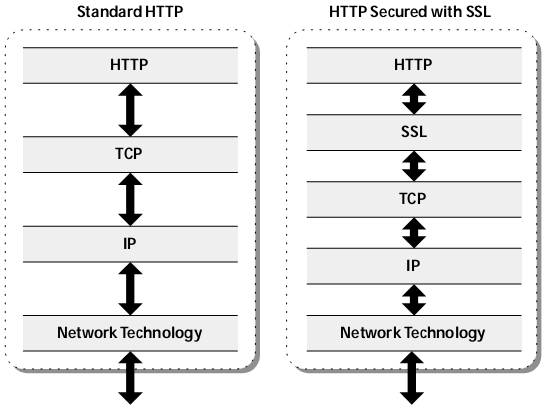 Standard HTTP
HTTP
TCP
IP
Network Technology
HTTP Secured with SSL
HTTP
SSL
TCP
IP
Network Technology